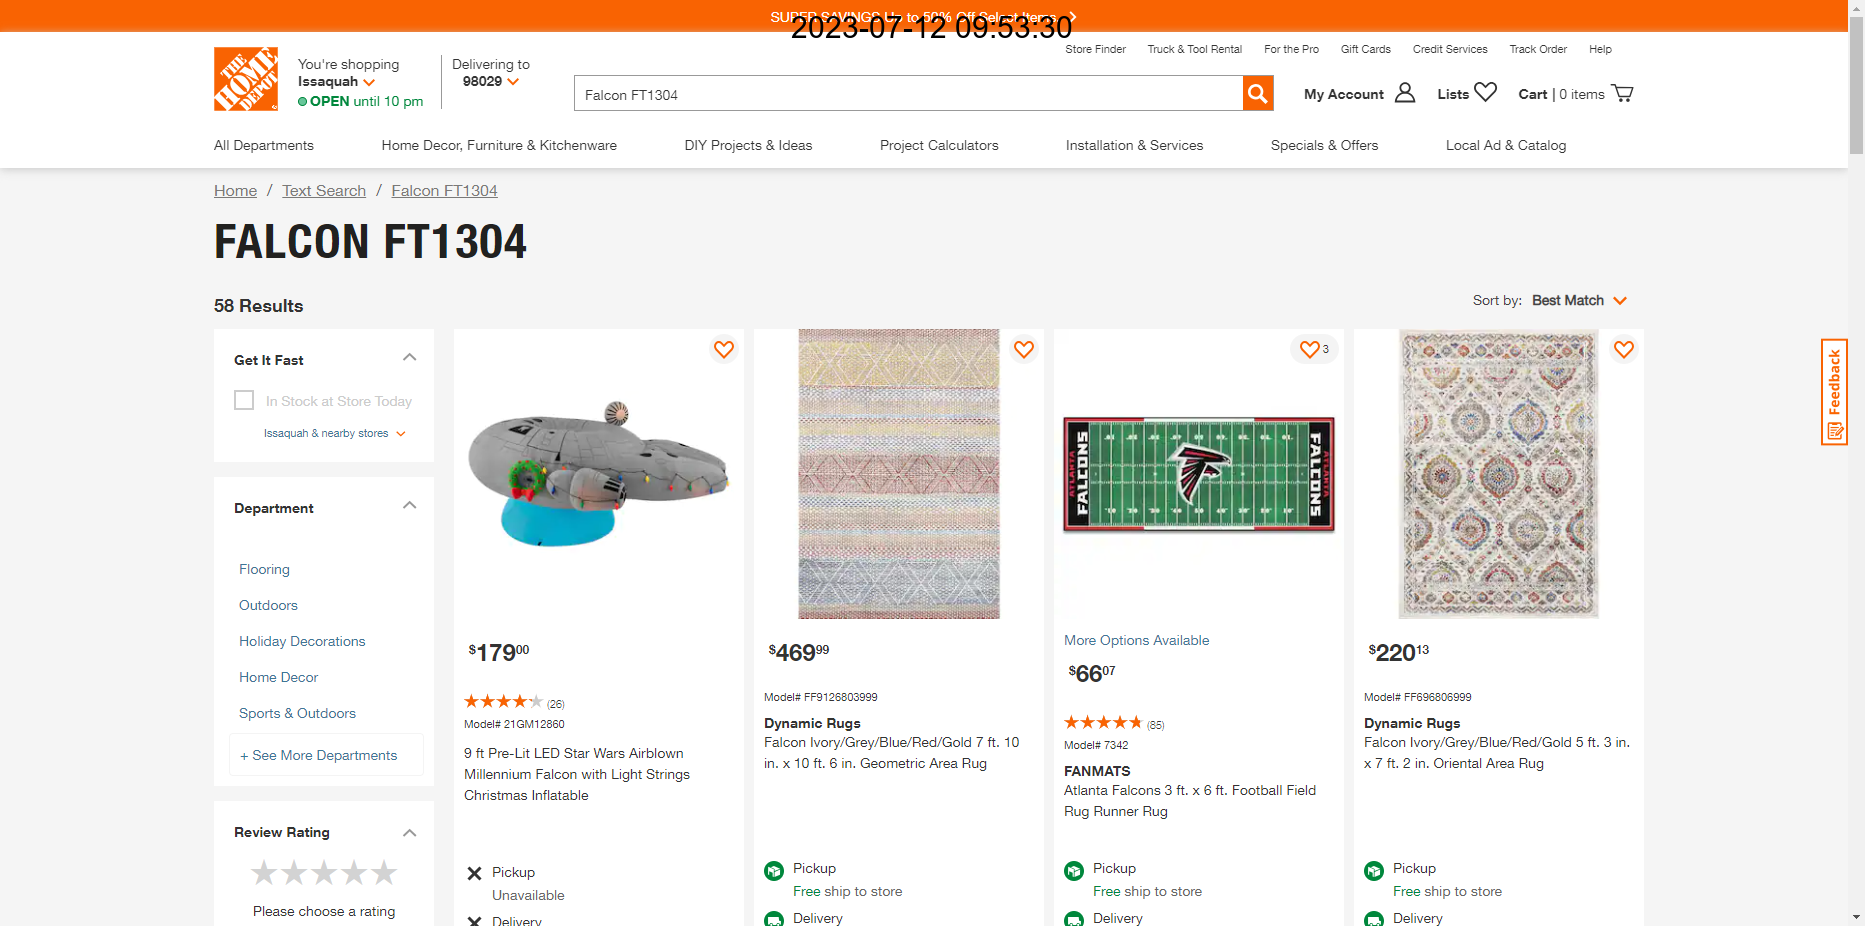 SUPER SAVINGS Up to 50% Off Select Items
2023-07-12 09:53:30
Store Finder
Truck & Tool Rental
For the Pro
Gift Cards
Credit Services
Track Order
Help
THE HOME DEPOT
You're shopping
Issaquah
OPEN until 10 pm
Delivering to
98029
Falcon FT1304
My Account
Lists
Cart | 0 items
All Departments
Home Decor, Furniture & Kitchenware
DIY Projects & Ideas
Project Calculators
Installation & Services
Specials & Offers
Local Ad & Catalog
Home / Text Search / Falcon FT1304
FALCON FT1304
58 Results
Sort by: Best Match
Get It Fast
In Stock at Store Today
Issaquah & nearby stores
Department
Flooring
Outdoors
Holiday Decorations
Home Decor
Sports & Outdoors
+ See More Departments
Review Rating
Please choose a rating
$17900
(26)
Model# 21GM12860
9 ft Pre-Lit LED Star Wars Airblown
Millennium Falcon with Light Strings
Christmas Inflatable
Pickup
Unavailable
Delivery
$46999
Model# FF9126803999
Dynamic Rugs
Falcon Ivory/Grey/Blue/Red/Gold 7 ft. 10
in. x 10 ft. 6 in. Geometric Area Rug
Pickup
Free ship to store
Delivery
3
ATLANTA
FALCONS
ATLANTA
FALCONS
More Options Available
$6607
(85)
Model# 7342
FANMATS
Atlanta Falcons 3 ft. x 6 ft. Football Field
Rug Runner Rug
Pickup
Free ship to store
Delivery
$22013
Model# FF696806999
Dynamic Rugs
Falcon Ivory/Grey/Blue/Red/Gold 5 ft. 3 in.
x 7 ft. 2 in. Oriental Area Rug
Pickup
Free ship to store
Delivery
Feedback